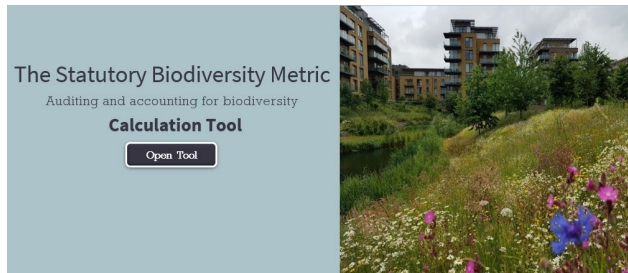 The Statutory Biodiversity Metric
Auditing and accounting for biodiversity
Calculation Tool
Open Tool